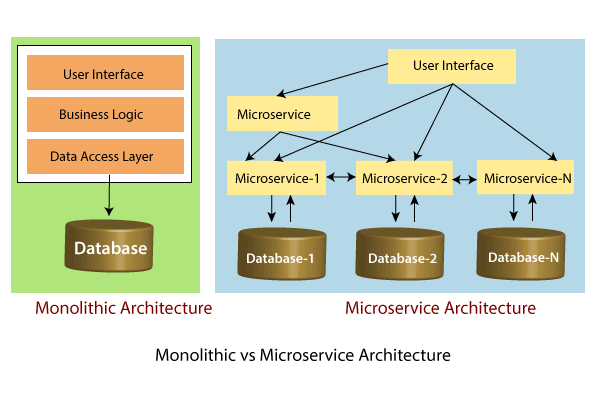 User Interface
Business Logic
Data Access Layer
Database
Monolithic Architecture
User Interface
Microservice
Microservice-1
Microservice-2
Microservice-N
Database-1
Database-2
Database-N
Microservice Architecture
Monolithic vs Microservice Architecture